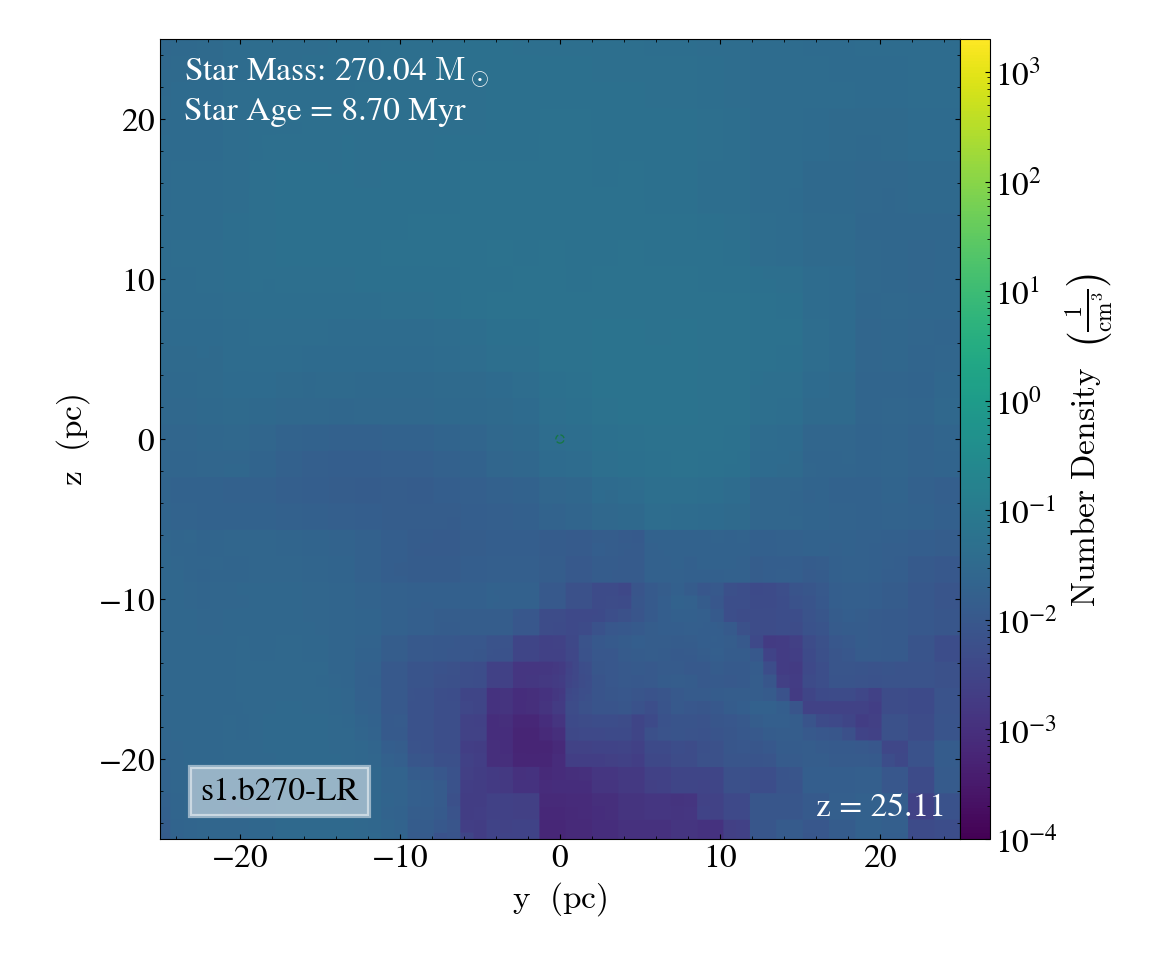 Star Mass: 270.04 M⊙
Star Age = 8.70 Myr
20
10
0
−10
−20
z (pc)
s1.b270-LR
z = 25.11
−20
−10
0
10
20
y (pc)
10³
10²
10¹
10⁰
10⁻¹
10⁻²
10⁻³
10⁻⁴
Number Density (1/cm³)